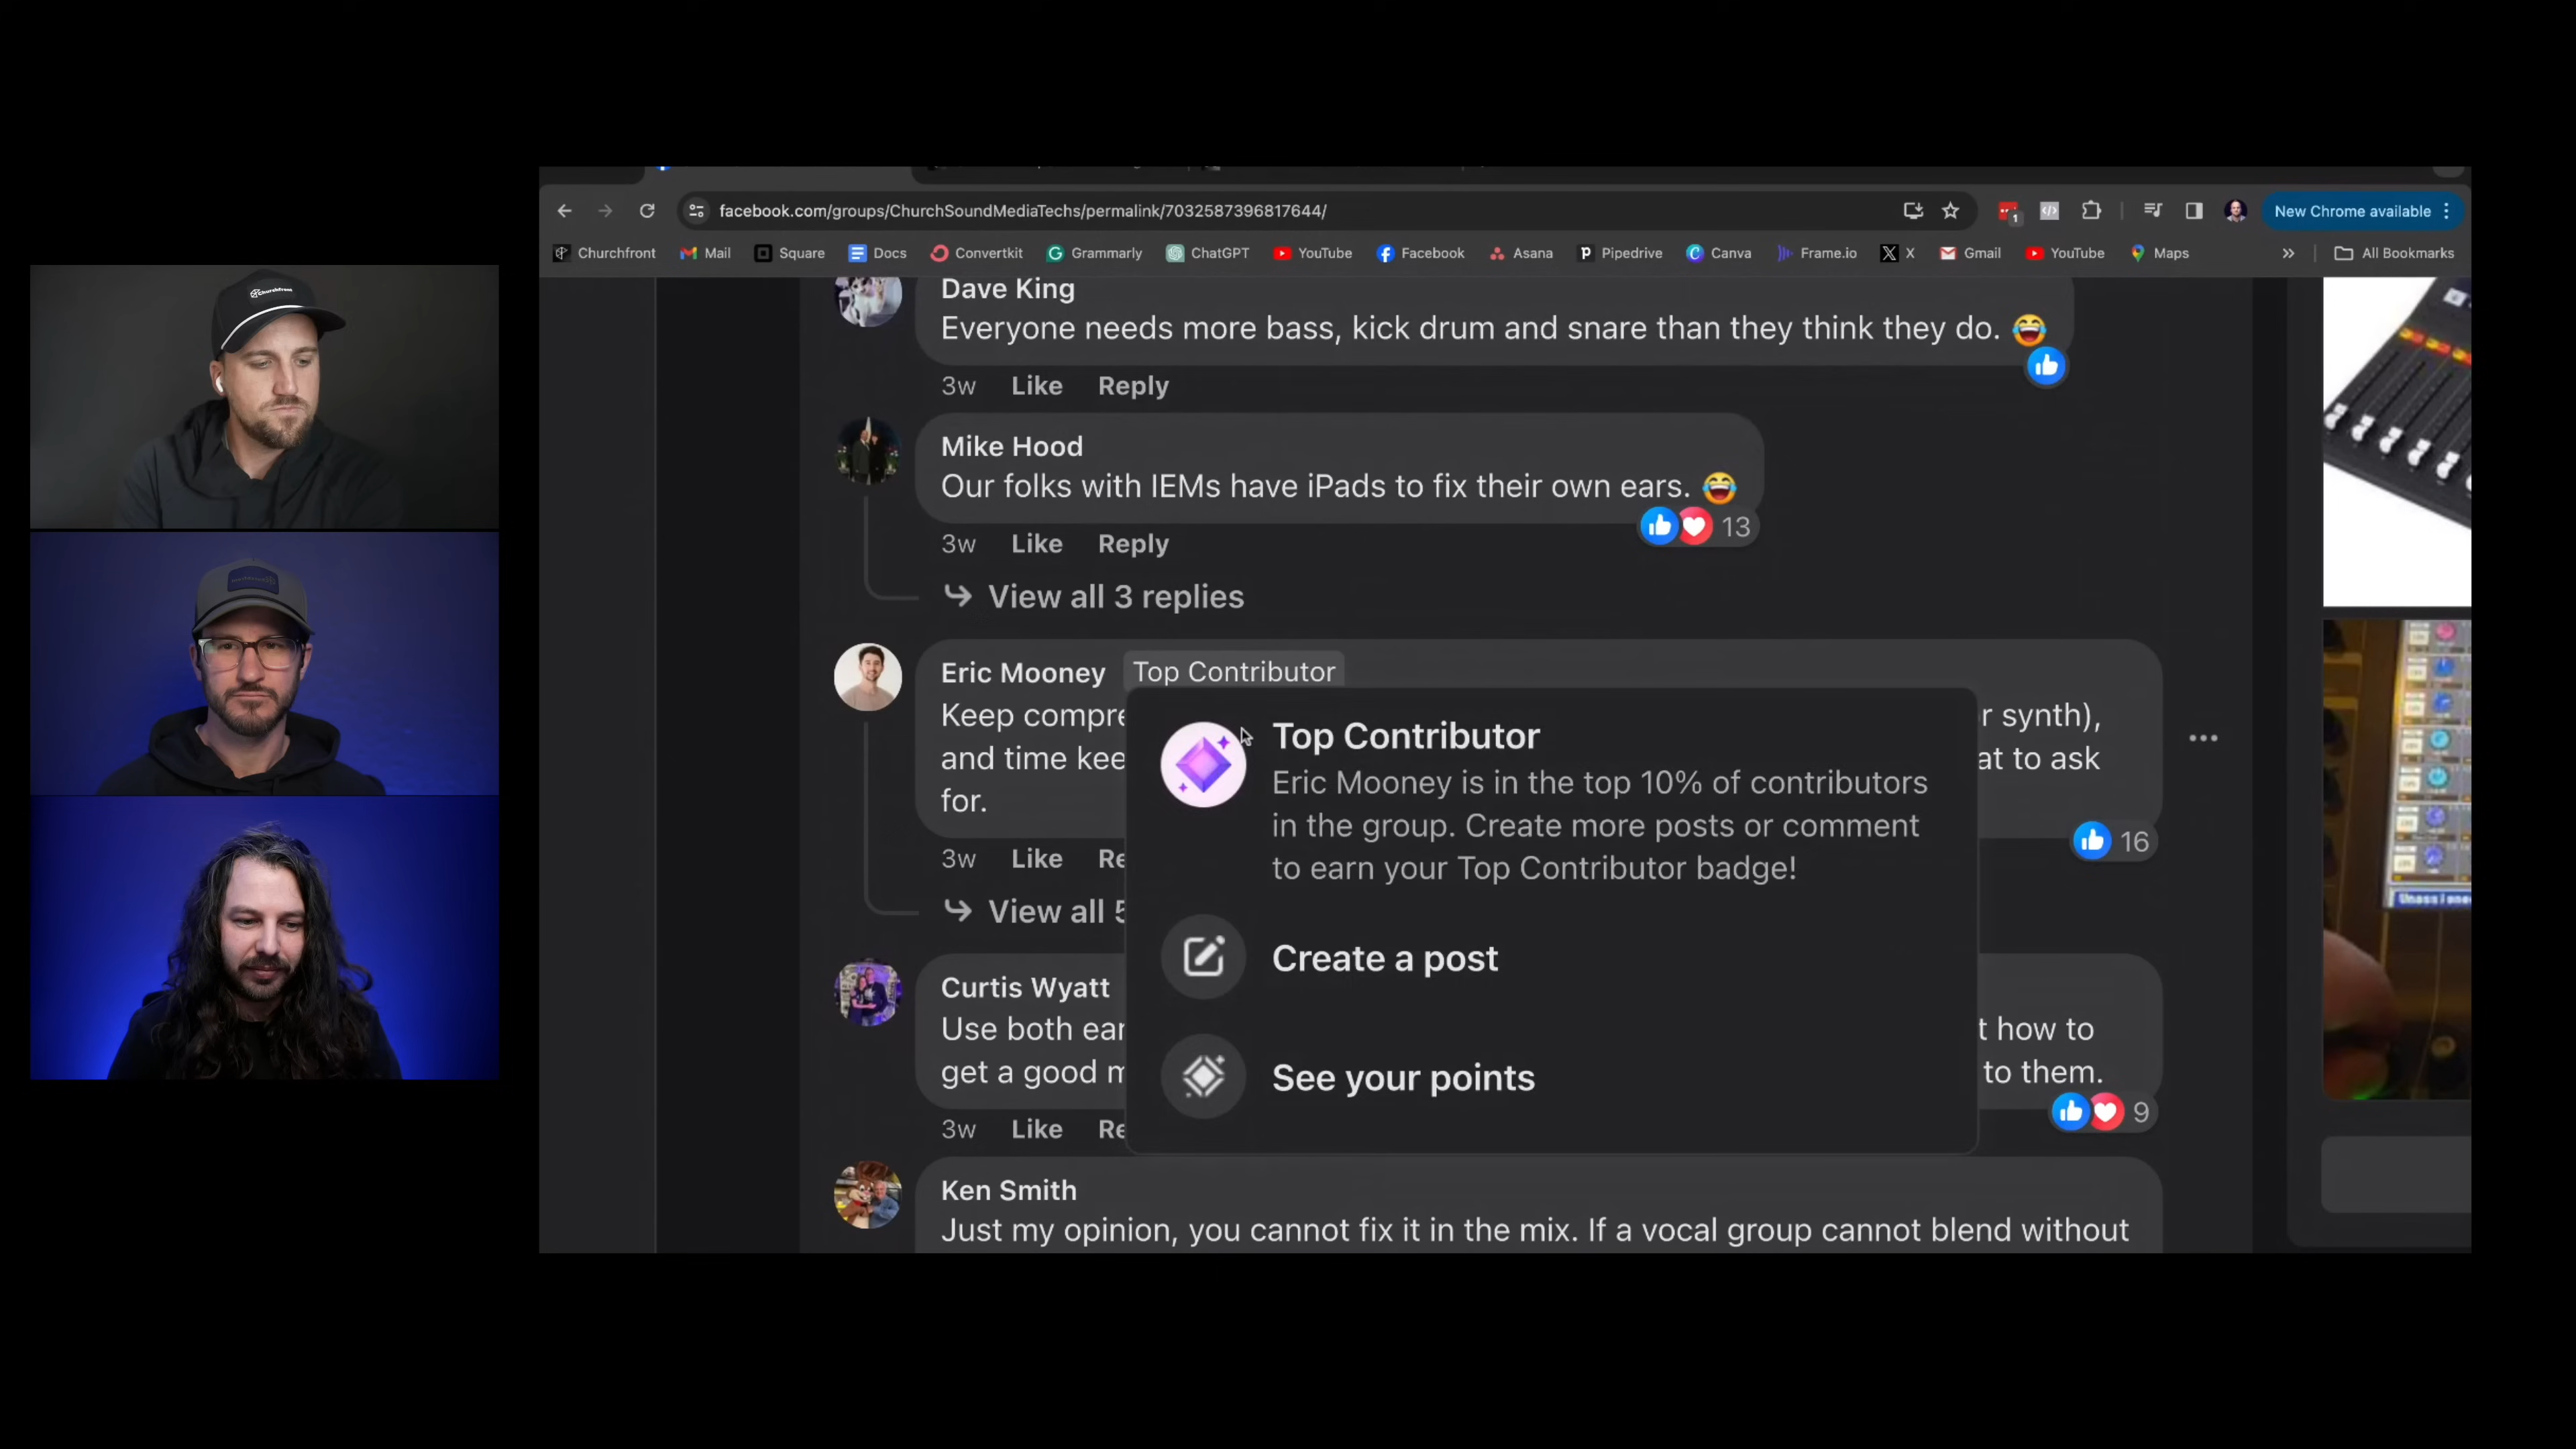 facebook.com/groups/ChurchSoundMediaTechs/permalink/7032587396817644/
1
New Chrome available
Churchfront Mail Square Docs Convertkit Grammarly ChatGPT YouTube Facebook Asana Pipedrive Canva Frame.io X Gmail YouTube Maps » All Bookmarks
Churchfront
Dave King
Everyone needs more bass, kick drum and snare than they think they do. 😂
3w Like Reply
Mike Hood
Our folks with IEMs have iPads to fix their own ears. 😂
13
3w Like Reply
View all 3 replies
Eric Mooney Top Contributor
Keep compre r synth),
and time kee at to ask
for.
16
3w Like Re
View all 5
Top Contributor
Eric Mooney is in the top 10% of contributors
in the group. Create more posts or comment
to earn your Top Contributor badge!
Create a post
See your points
Curtis Wyatt
Use both ear t how to
get a good m to them.
9
3w Like Re
Ken Smith
Just my opinion, you cannot fix it in the mix. If a vocal group cannot blend without